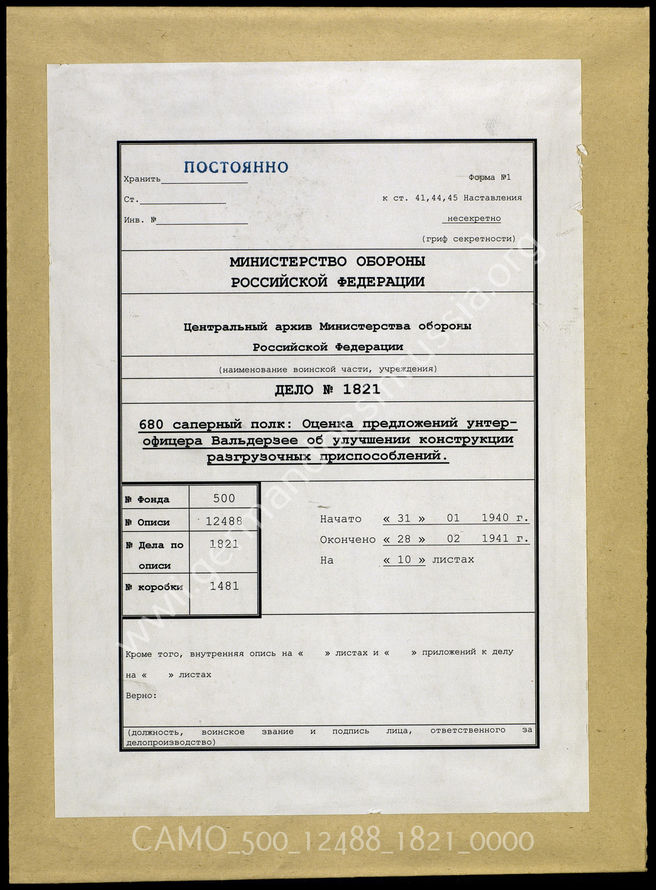 ПОСТОЯННО
Хранить
Форма №1
Ст.
к ст. 41,44,45 Наставления
Инв. №
несекретно
(гриф секретности)
МИНИСТЕРСТВО ОБОРОНЫ
РОССИЙСКОЙ ФЕДЕРАЦИИ
Центральный архив Министерства обороны
Российской Федерации
(наименование воинской части, учреждения)
ДЕЛО № 1821
680 саперный полк: Оценка предложений унтер-
офицера Вальдерзее об улучшении конструкции
разгрузочных приспособлений.
№ Фонда 500
№ Описи 12488
№ Дела по 1821
описи
№ коробки 1481
Начато « 31 » 01 1940 г.
Окончено « 28 » 02 1941 г.
На « 10 » листах
Кроме того, внутренняя опись на « » листах и « » приложений к делу
на « » листах
Верно:
(должность, воинское звание и подпись лица, ответственного за
делопроизводство)
www.germandocsinrussia.org
CAMO_500_12488_1821_0000